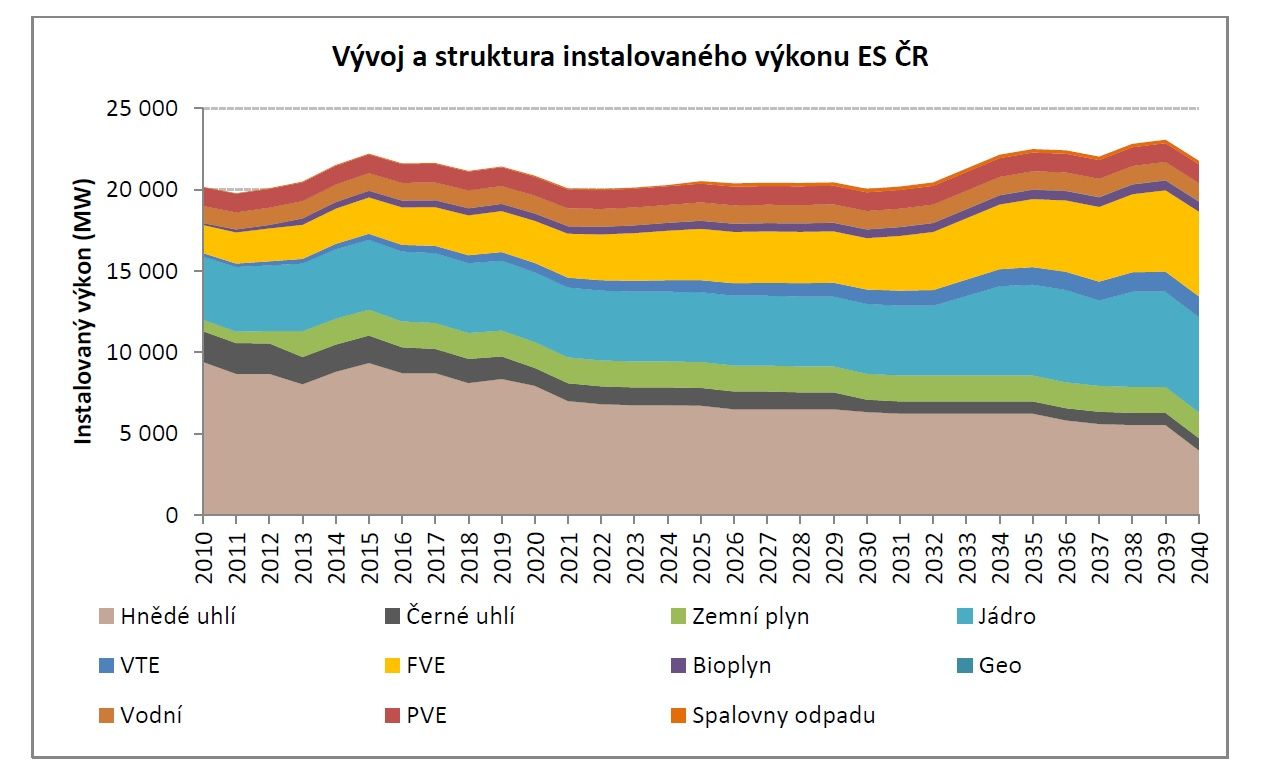 Vývoj a struktura instalovaného výkonu ES ČR
Instalovaný výkon (MW)
25 000
20 000
15 000
10 000
5 000
0
2010 2011 2012 2013 2014 2015 2016 2017 2018 2019 2020 2021 2022 2023 2024 2025 2026 2027 2028 2029 2030 2031 2032 2033 2034 2035 2036 2037 2038 2039 2040
Hnědé uhlí Černé uhlí Zemní plyn Jádro
VTE FVE Bioplyn Geo
Vodní PVE Spalovny odpadu